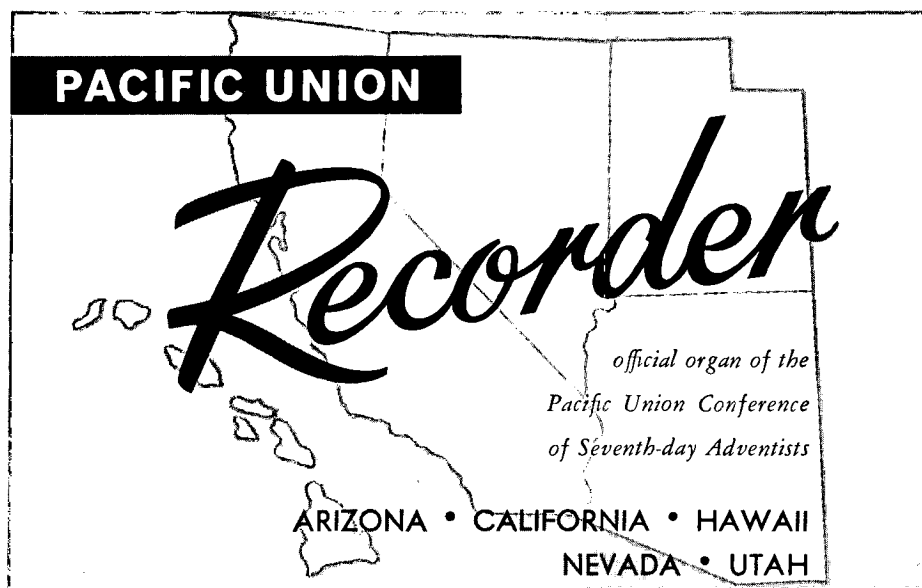 PACIFIC UNION
Recorder
official organ of the
Pacific Union Conference
of Seventh-day Adventists
ARIZONA • CALIFORNIA • HAWAII
NEVADA • UTAH